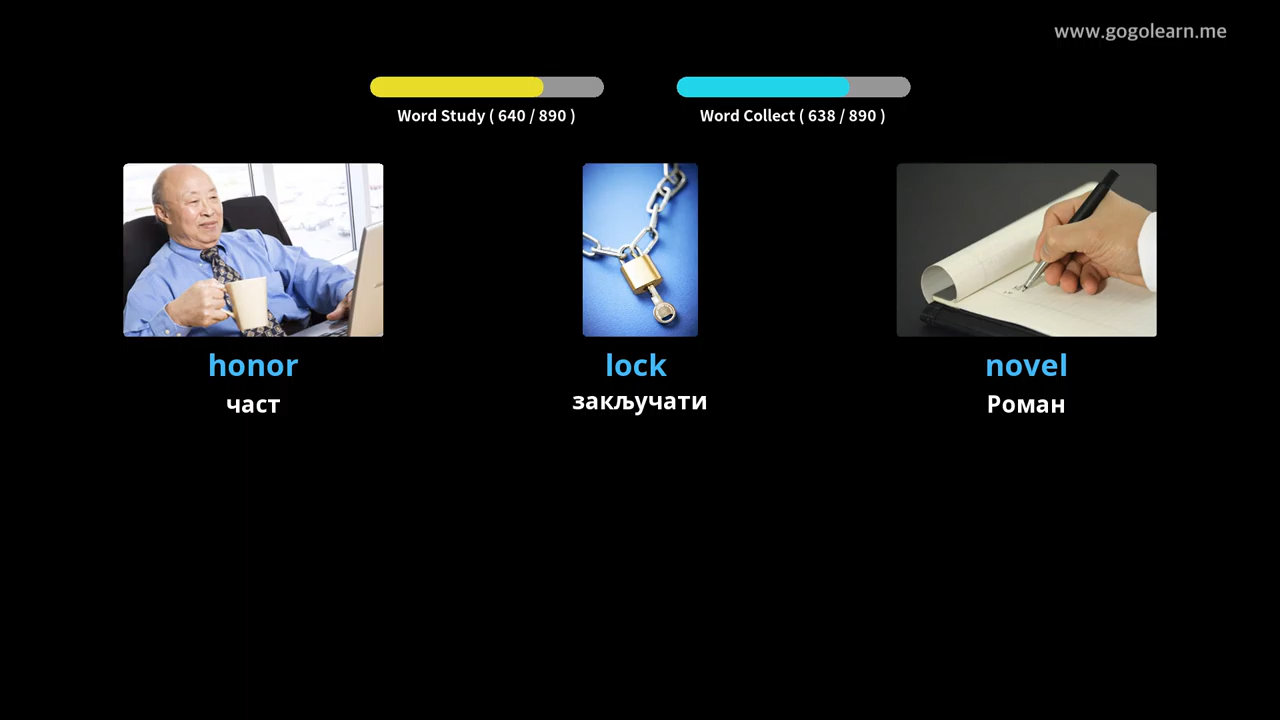 www.gogolearn.me
Word Study ( 640 / 890 )
Word Collect ( 638 / 890 )
honor
част
lock
закључати
novel
Роман